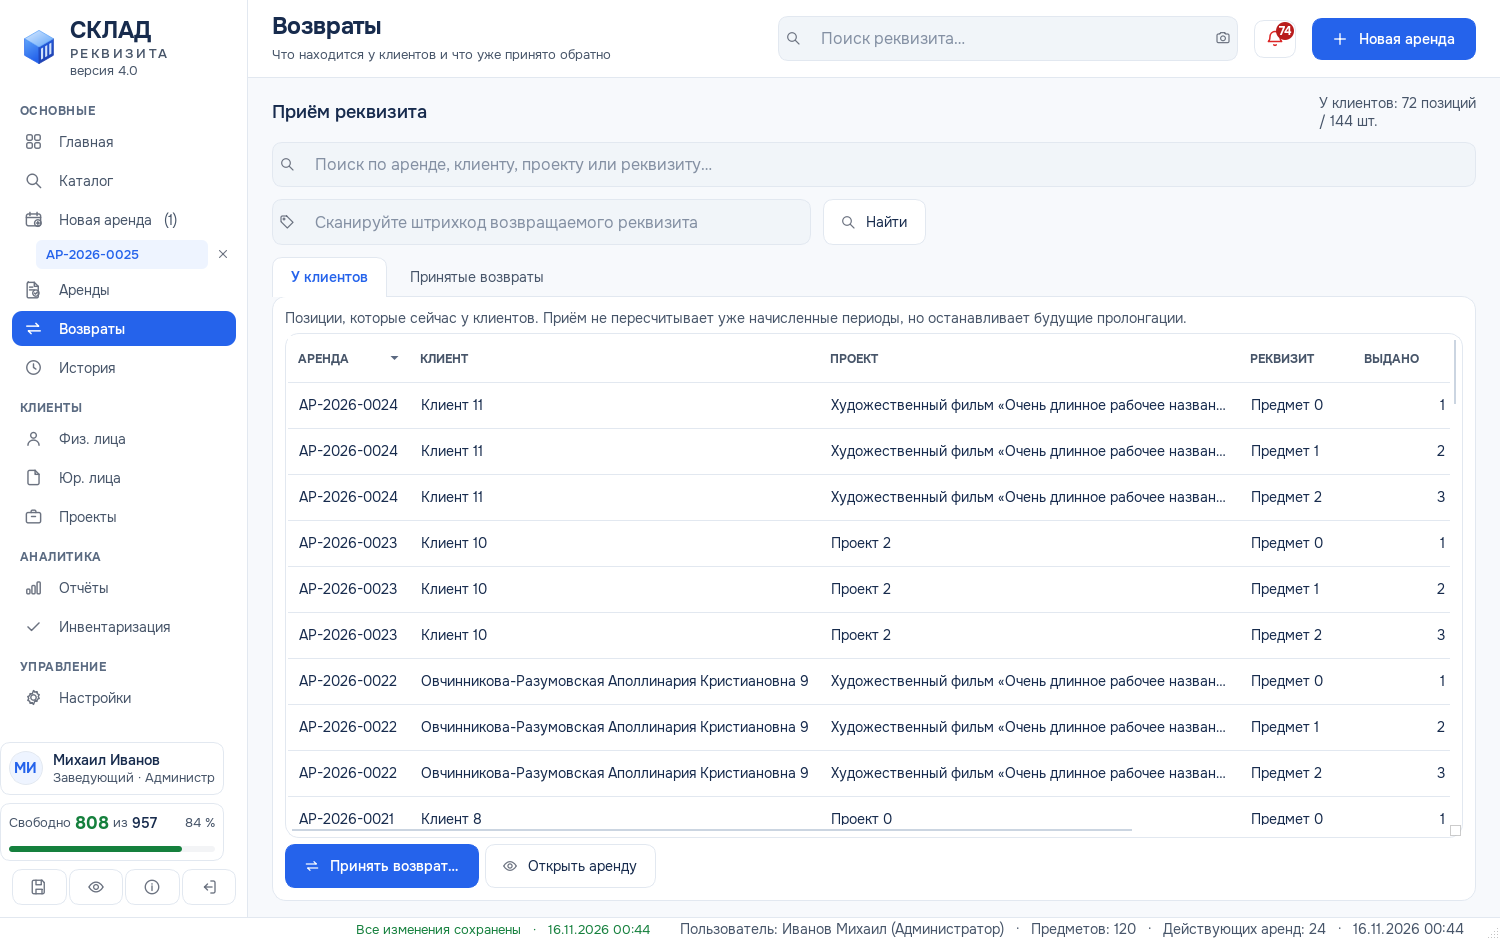 СКЛАД
РЕКВИЗИТА
версия 4.0
ОСНОВНЫЕ
Главная
Каталог
Новая аренда (1)
АР-2026-0025
Аренды
Возвраты
История
КЛИЕНТЫ
Физ. лица
Юр. лица
Проекты
АНАЛИТИКА
Отчёты
Инвентаризация
УПРАВЛЕНИЕ
Настройки
МИ
Михаил Иванов
Заведующий · Администр
Свободно 808 из 957 84 %
Возвраты
Что находится у клиентов и что уже принято обратно
Поиск реквизита...
74
Новая аренда
Приём реквизита
У клиентов: 72 позиций
/ 144 шт.
Поиск по аренде, клиенту, проекту или реквизиту...
Сканируйте штрихкод возвращаемого реквизита
Найти
У клиентов
Принятые возвраты
Позиции, которые сейчас у клиентов. Приём не пересчитывает уже начисленные периоды, но останавливает будущие пролонгации.
АРЕНДА КЛИЕНТ ПРОЕКТ РЕКВИЗИТ ВЫДАНО
АР-2026-0024 Клиент 11 Художественный фильм «Очень длинное рабочее назван... Предмет 0 1
АР-2026-0024 Клиент 11 Художественный фильм «Очень длинное рабочее назван... Предмет 1 2
АР-2026-0024 Клиент 11 Художественный фильм «Очень длинное рабочее назван... Предмет 2 3
АР-2026-0023 Клиент 10 Проект 2 Предмет 0 1
АР-2026-0023 Клиент 10 Проект 2 Предмет 1 2
АР-2026-0023 Клиент 10 Проект 2 Предмет 2 3
АР-2026-0022 Овчинникова-Разумовская Аполлинария Кристиановна 9 Художественный фильм «Очень длинное рабочее назван... Предмет 0 1
АР-2026-0022 Овчинникова-Разумовская Аполлинария Кристиановна 9 Художественный фильм «Очень длинное рабочее назван... Предмет 1 2
АР-2026-0022 Овчинникова-Разумовская Аполлинария Кристиановна 9 Художественный фильм «Очень длинное рабочее назван... Предмет 2 3
АР-2026-0021 Клиент 8 Проект 0 Предмет 0 1
Принять возврат...
Открыть аренду
Все изменения сохранены · 16.11.2026 00:44 Пользователь: Иванов Михаил (Администратор) · Предметов: 120 · Действующих аренд: 24 · 16.11.2026 00:44